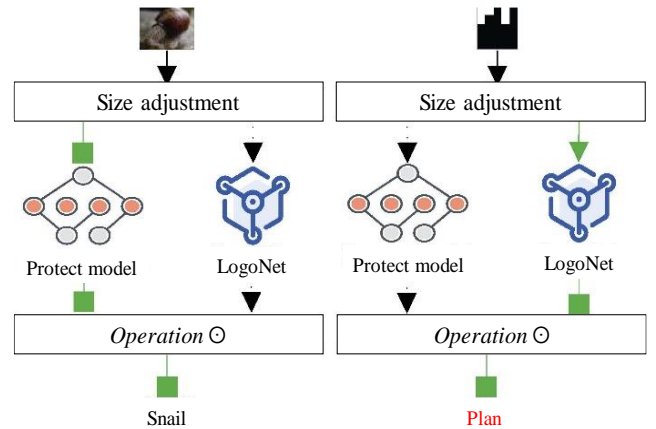 Size adjustment
Size adjustment
Protect model
LogoNet
Protect model
LogoNet
Operation ⊙
Operation ⊙
Snail
Plan